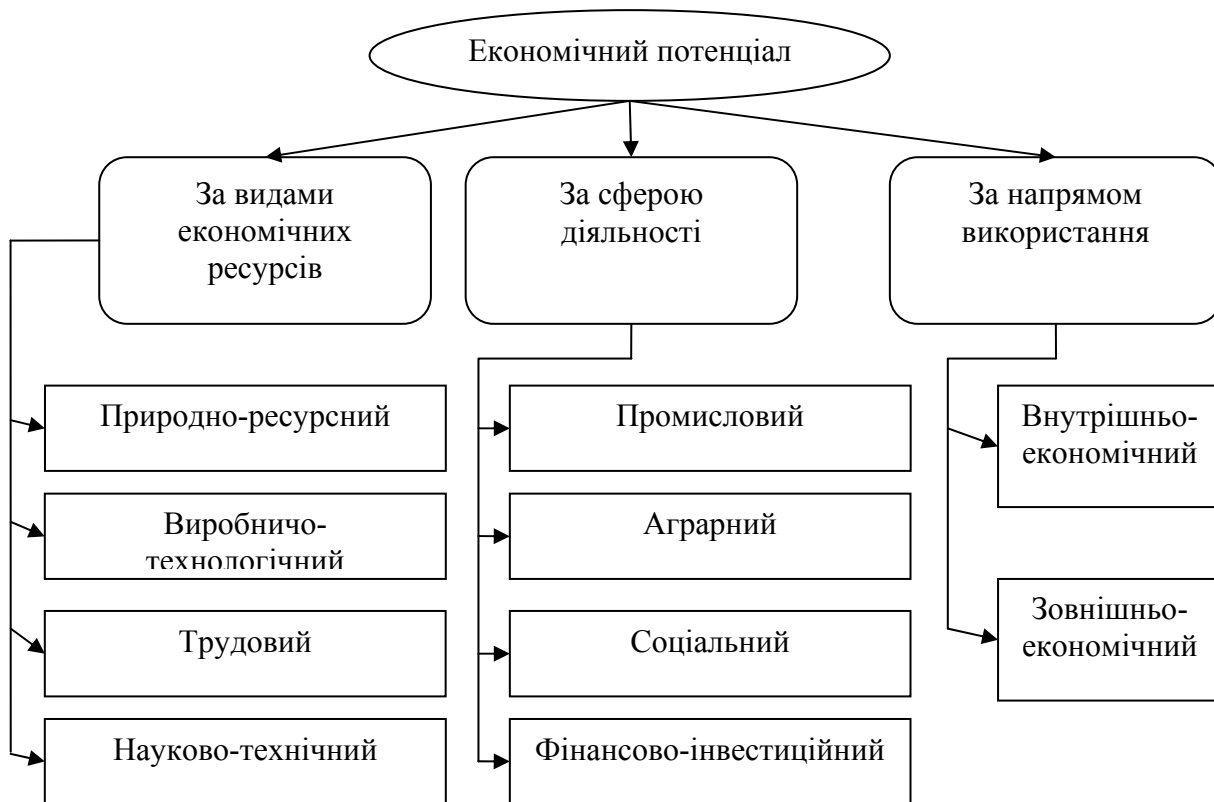 Економічний потенціал
За видами
економічних
ресурсів
За сферою
діяльності
За напрямом
використання
Природно-ресурсний
Виробничо-
технологічний
Трудовий
Науково-технічний
Промисловий
Аграрний
Соціальний
Фінансово-інвестиційний
Внутрішньо-
економічний
Зовнішньо-
економічний